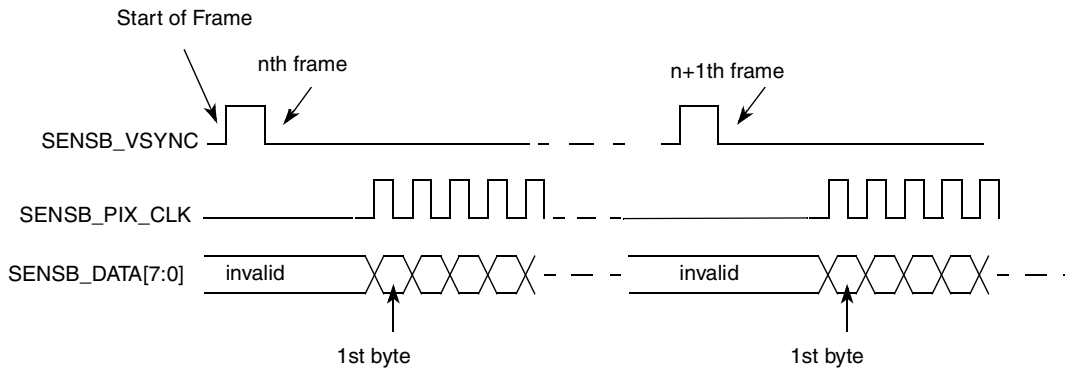 Start of Frame
nth frame
n+1th frame
SENSB_VSYNC
SENSB_PIX_CLK
SENSB_DATA[7:0]
invalid
invalid
1st byte
1st byte